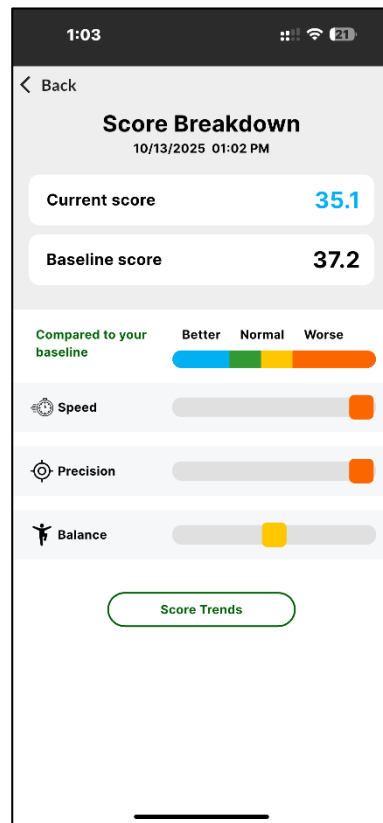 1:03
21
Back
Score Breakdown
10/13/2025 01:02 PM
Current score 35.1
Baseline score 37.2
Compared to your baseline
Better Normal Worse
Speed
Precision
Balance
Score Trends